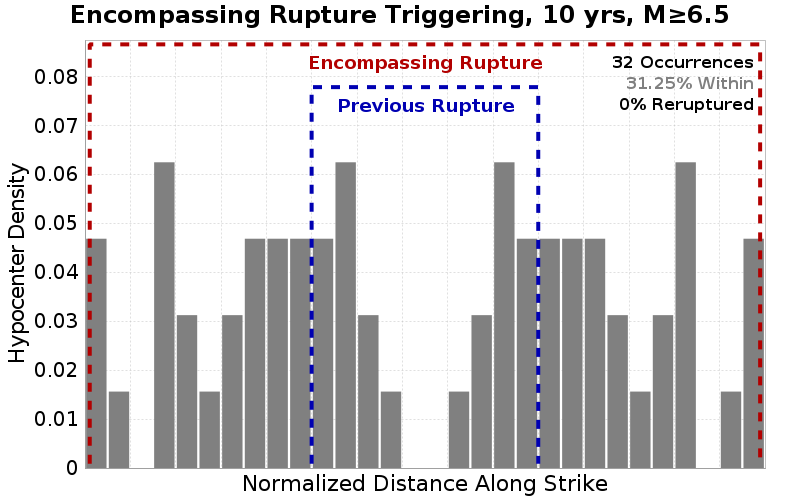 Encompassing Rupture Triggering, 10 yrs, M≥6.5
Encompassing Rupture
32 Occurrences
31.25% Within
Previous Rupture
0% Reruptured
0.08
0.07
0.06
0.05
0.04
0.03
0.02
0.01
0
Hypocenter Density
Normalized Distance Along Strike